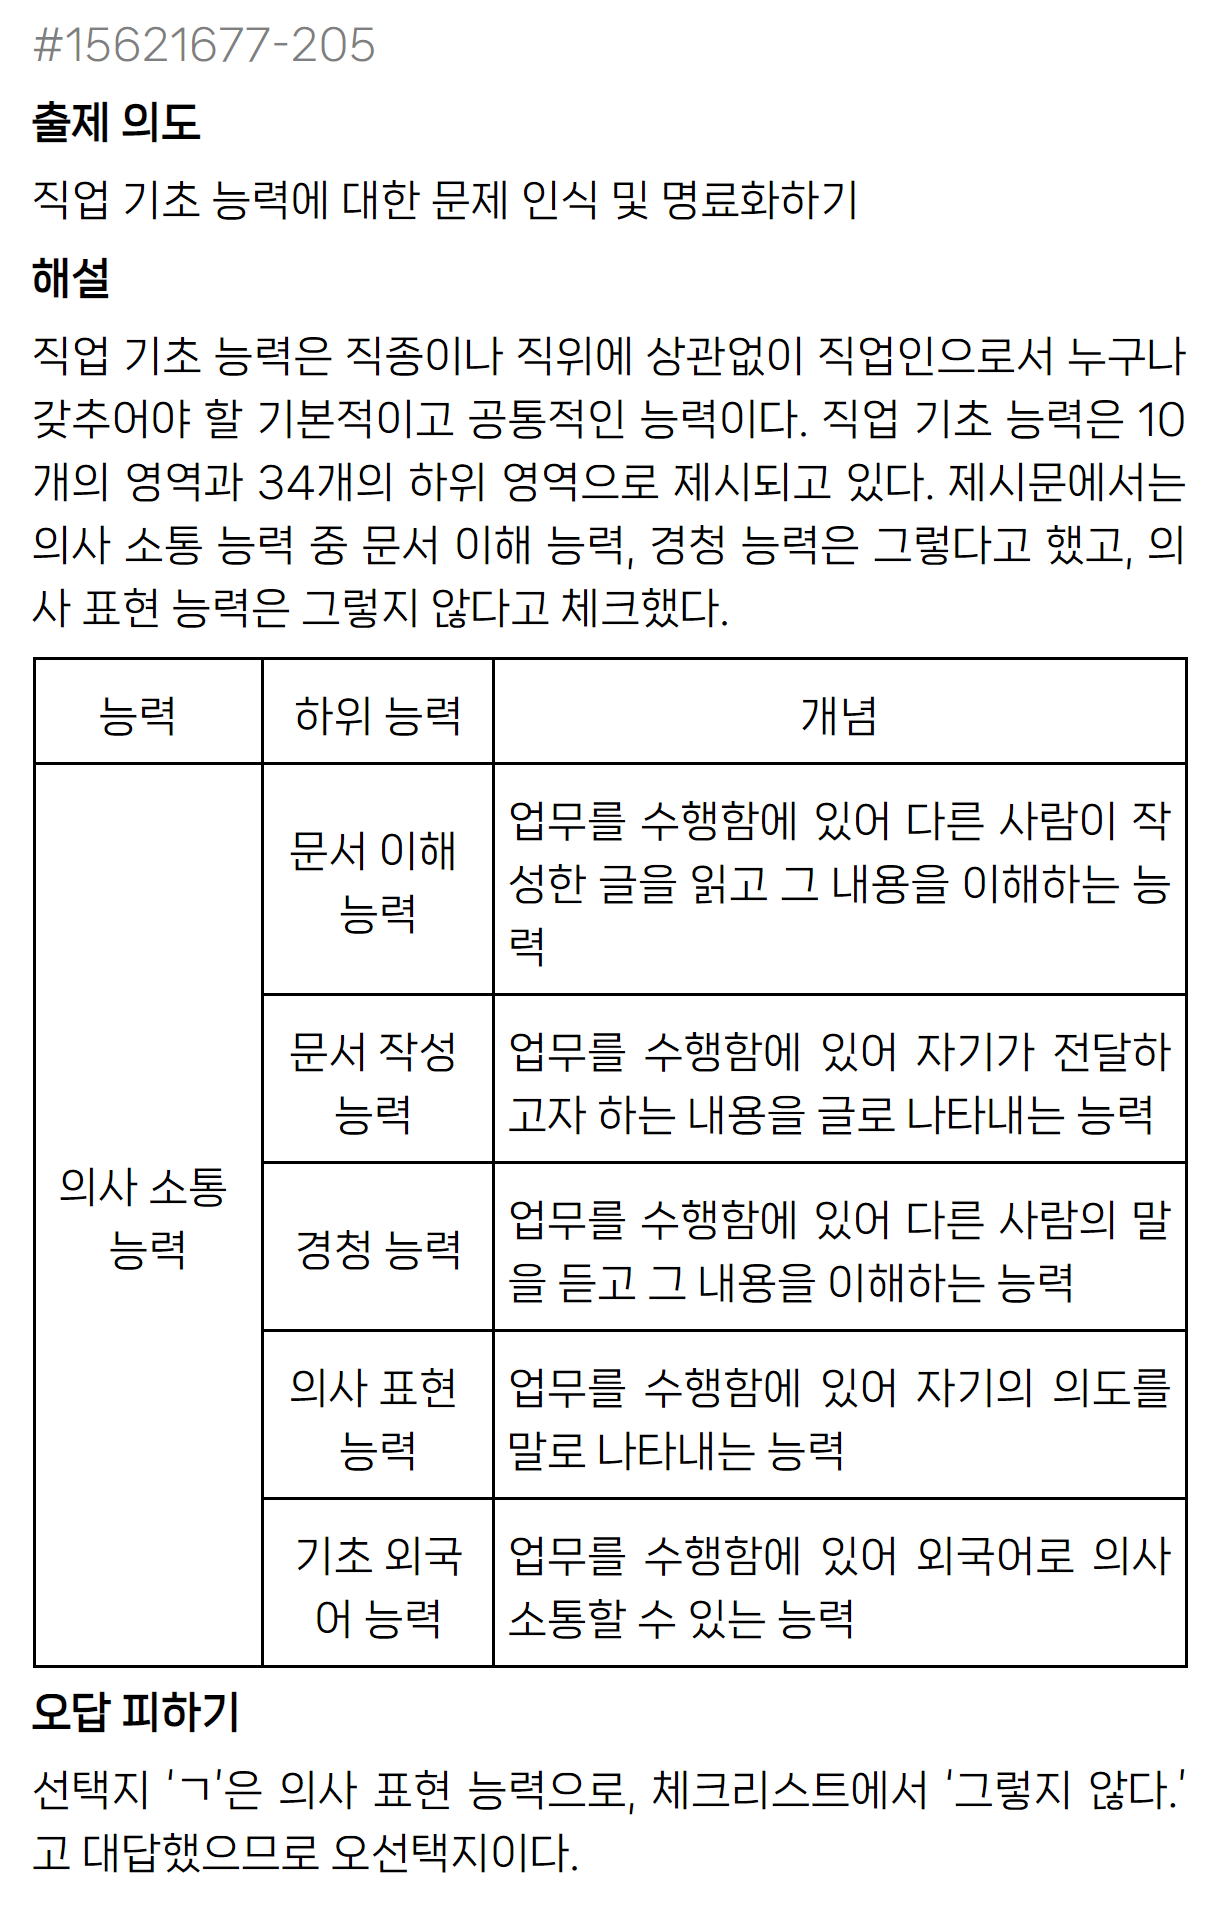 #15621677-205
출제 의도
직업 기초 능력에 대한 문제 인식 및 명료화하기
해설
직업 기초 능력은 직종이나 직위에 상관없이 직업인으로서 누구나
갖추어야 할 기본적이고 공통적인 능력이다. 직업 기초 능력은 10
개의 영역과 34개의 하위 영역으로 제시되고 있다. 제시문에서는
의사 소통 능력 중 문서 이해 능력, 경청 능력은 그렇다고 했고, 의
사 표현 능력은 그렇지 않다고 체크했다.
능력
하위 능력
개념
의사 소통
능력
문서 이해
능력
업무를 수행함에 있어 다른 사람이 작
성한 글을 읽고 그 내용을 이해하는 능
력
문서 작성
능력
업무를 수행함에 있어 자기가 전달하
고자 하는 내용을 글로 나타내는 능력
경청 능력
업무를 수행함에 있어 다른 사람의 말
을 듣고 그 내용을 이해하는 능력
의사 표현
능력
업무를 수행함에 있어 자기의 의도를
말로 나타내는 능력
기초 외국
어 능력
업무를 수행함에 있어 외국어로 의사
소통할 수 있는 능력
오답 피하기
선택지 ‘ㄱ’은 의사 표현 능력으로, 체크리스트에서 ‘그렇지 않다.’
고 대답했으므로 오선택지이다.